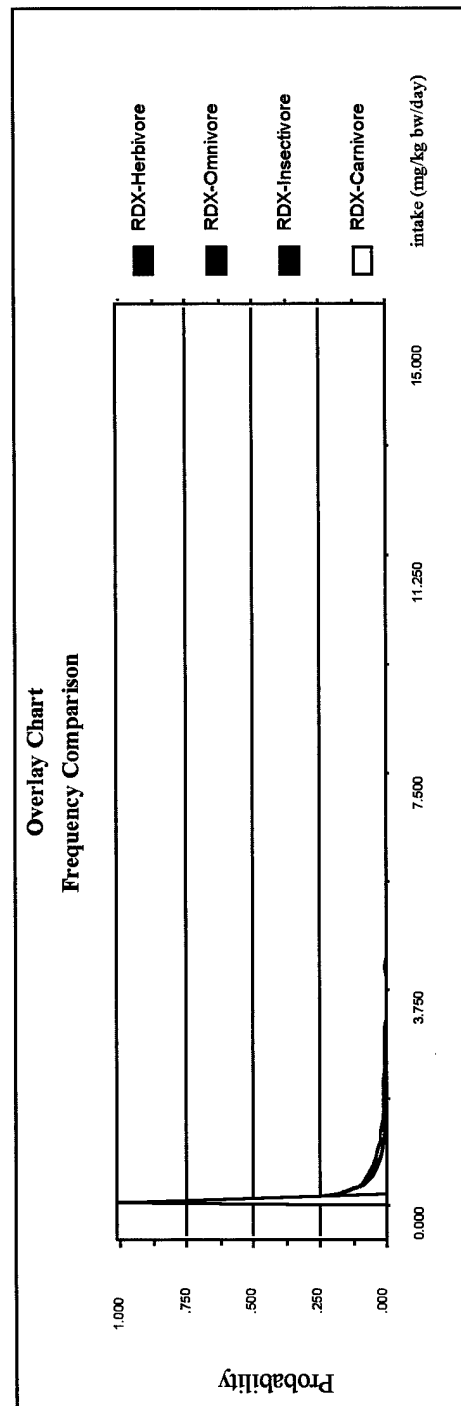 Overlay Chart
Frequency Comparison
Probability
1.000
.750
.500
.250
.000
0.000
3.750
7.500
11.250
15.000
intake (mg/kg bw/day)
RDX-Herbivore
RDX-Omnivore
RDX-Insectivore
RDX-Carnivore